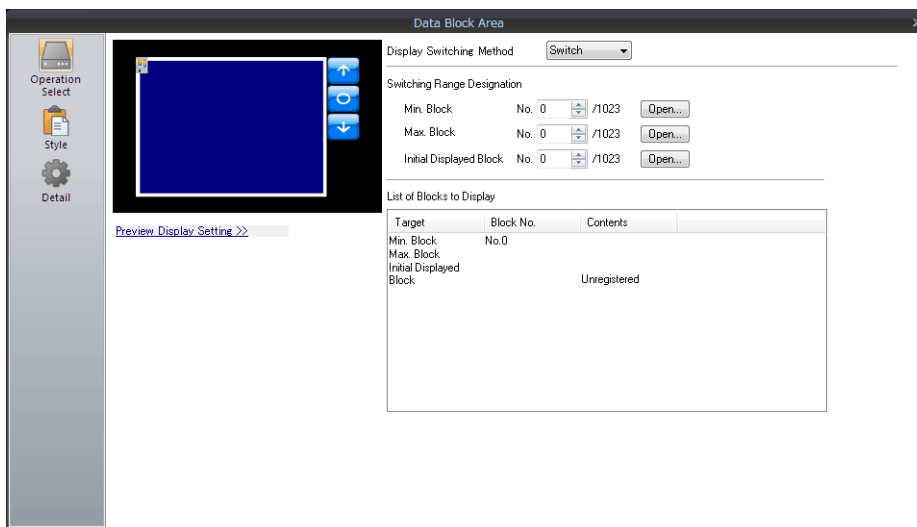 Data Block Area
Operation
Select
Style
Detail
Preview Display Setting >>
Display Switching Method Switch
Switching Range Designation
Min. Block No. 0 /1023 Open...
Max. Block No. 0 /1023 Open...
Initial Displayed Block No. 0 /1023 Open...
List of Blocks to Display
Target Block No. Contents
Min. Block No.0
Max. Block
Initial Displayed
Block Unregistered